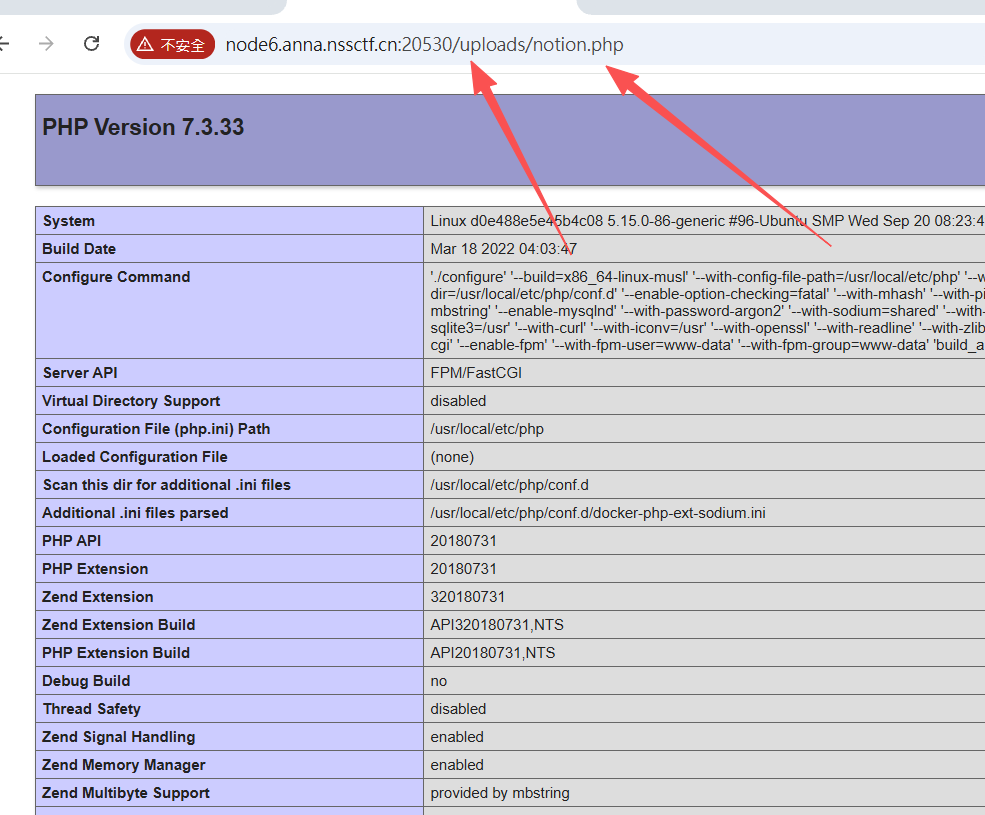 不安全 node6.anna.nssctf.cn:20530/uploads/notion.php
PHP Version 7.3.33
System Linux d0e488e5e45b4c08 5.15.0-86-generic #96-Ubuntu SMP Wed Sep 20 08:23:4
Build Date Mar 18 2022 04:03:47
Configure Command './configure' '--build=x86_64-linux-musl' '--with-config-file-path=/usr/local/etc/php' '--w
dir=/usr/local/etc/php/conf.d' '--enable-option-checking=fatal' '--with-mhash' '--with-pi
mbstring' '--enable-mysqlnd' '--with-password-argon2' '--with-sodium=shared' '--with-
sqlite3=/usr' '--with-curl' '--with-iconv=/usr' '--with-openssl' '--with-readline' '--with-zlib
cgi' '--enable-fpm' '--with-fpm-user=www-data' '--with-fpm-group=www-data' 'build_a
Server API FPM/FastCGI
Virtual Directory Support disabled
Configuration File (php.ini) Path /usr/local/etc/php
Loaded Configuration File (none)
Scan this dir for additional .ini files /usr/local/etc/php/conf.d
Additional .ini files parsed /usr/local/etc/php/conf.d/docker-php-ext-sodium.ini
PHP API 20180731
PHP Extension 20180731
Zend Extension 320180731
Zend Extension Build API320180731,NTS
PHP Extension Build API20180731,NTS
Debug Build no
Thread Safety disabled
Zend Signal Handling enabled
Zend Memory Manager enabled
Zend Multibyte Support provided by mbstring